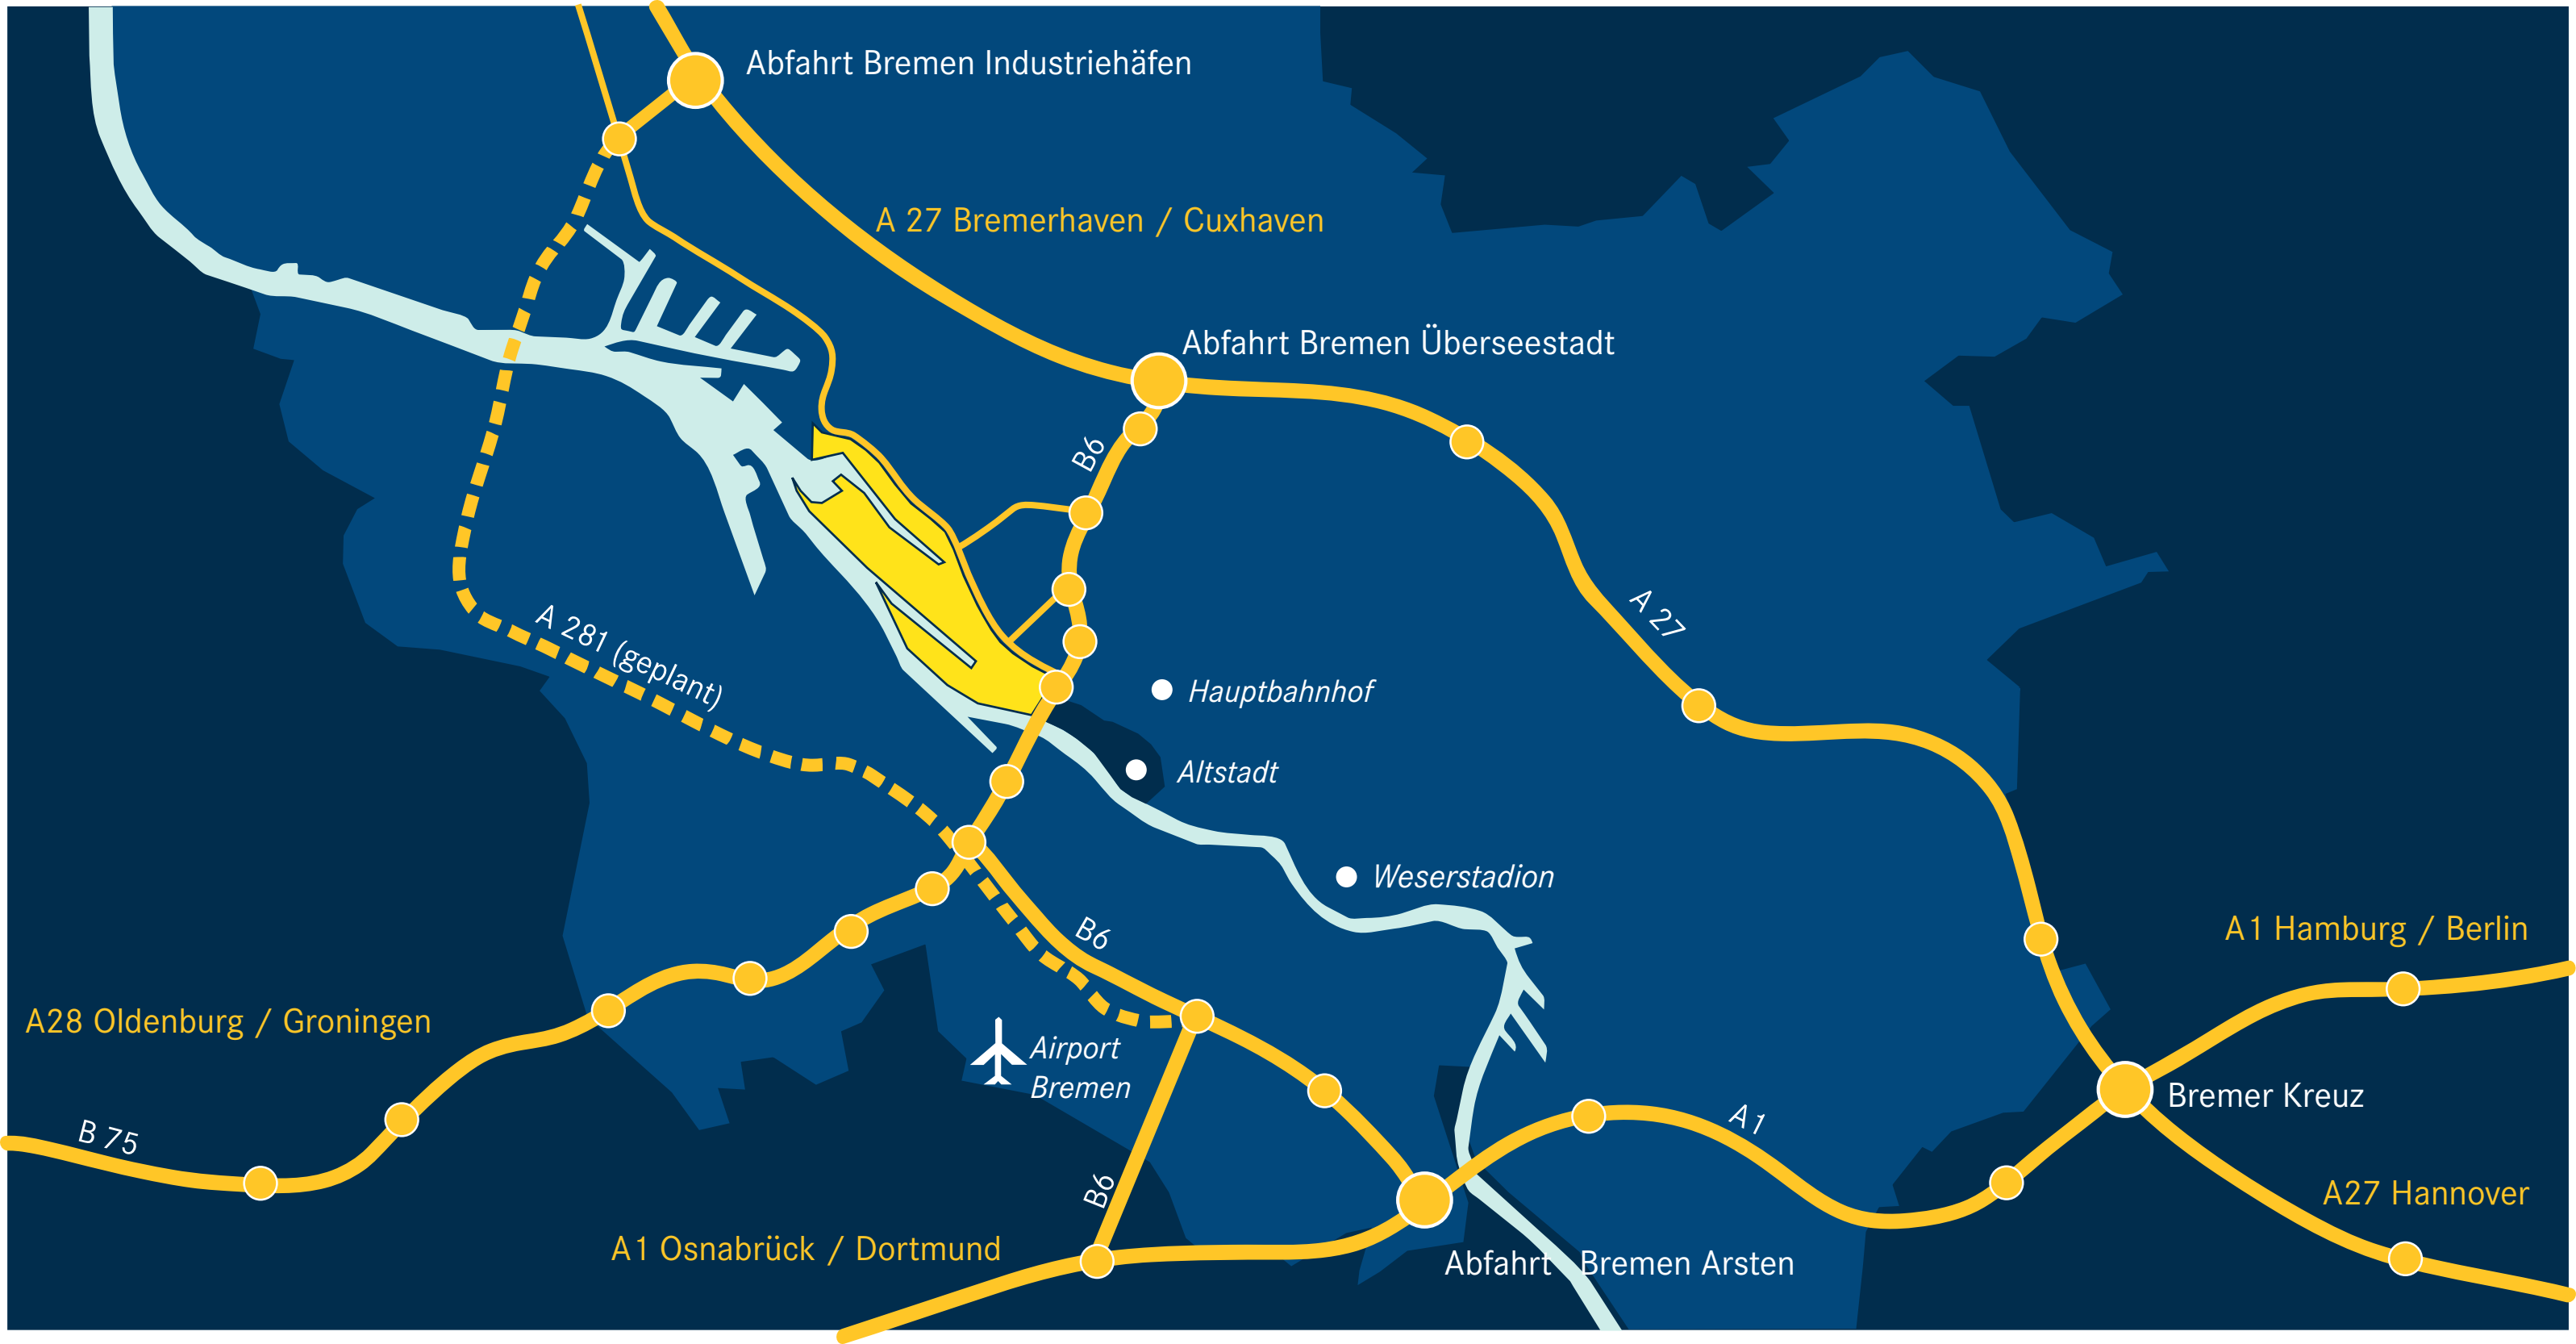 Abfahrt Bremen Industriehäfen
A 27 Bremerhaven / Cuxhaven
Abfahrt Bremen Überseestadt
B6
A 27
A 281 (geplant)
Hauptbahnhof
Altstadt
Weserstadion
B6
A1 Hamburg / Berlin
A28 Oldenburg / Groningen
Airport
Bremen
Bremer Kreuz
B 75
A1
B6
A27 Hannover
A1 Osnabrück / Dortmund
Abfahrt Bremen Arsten